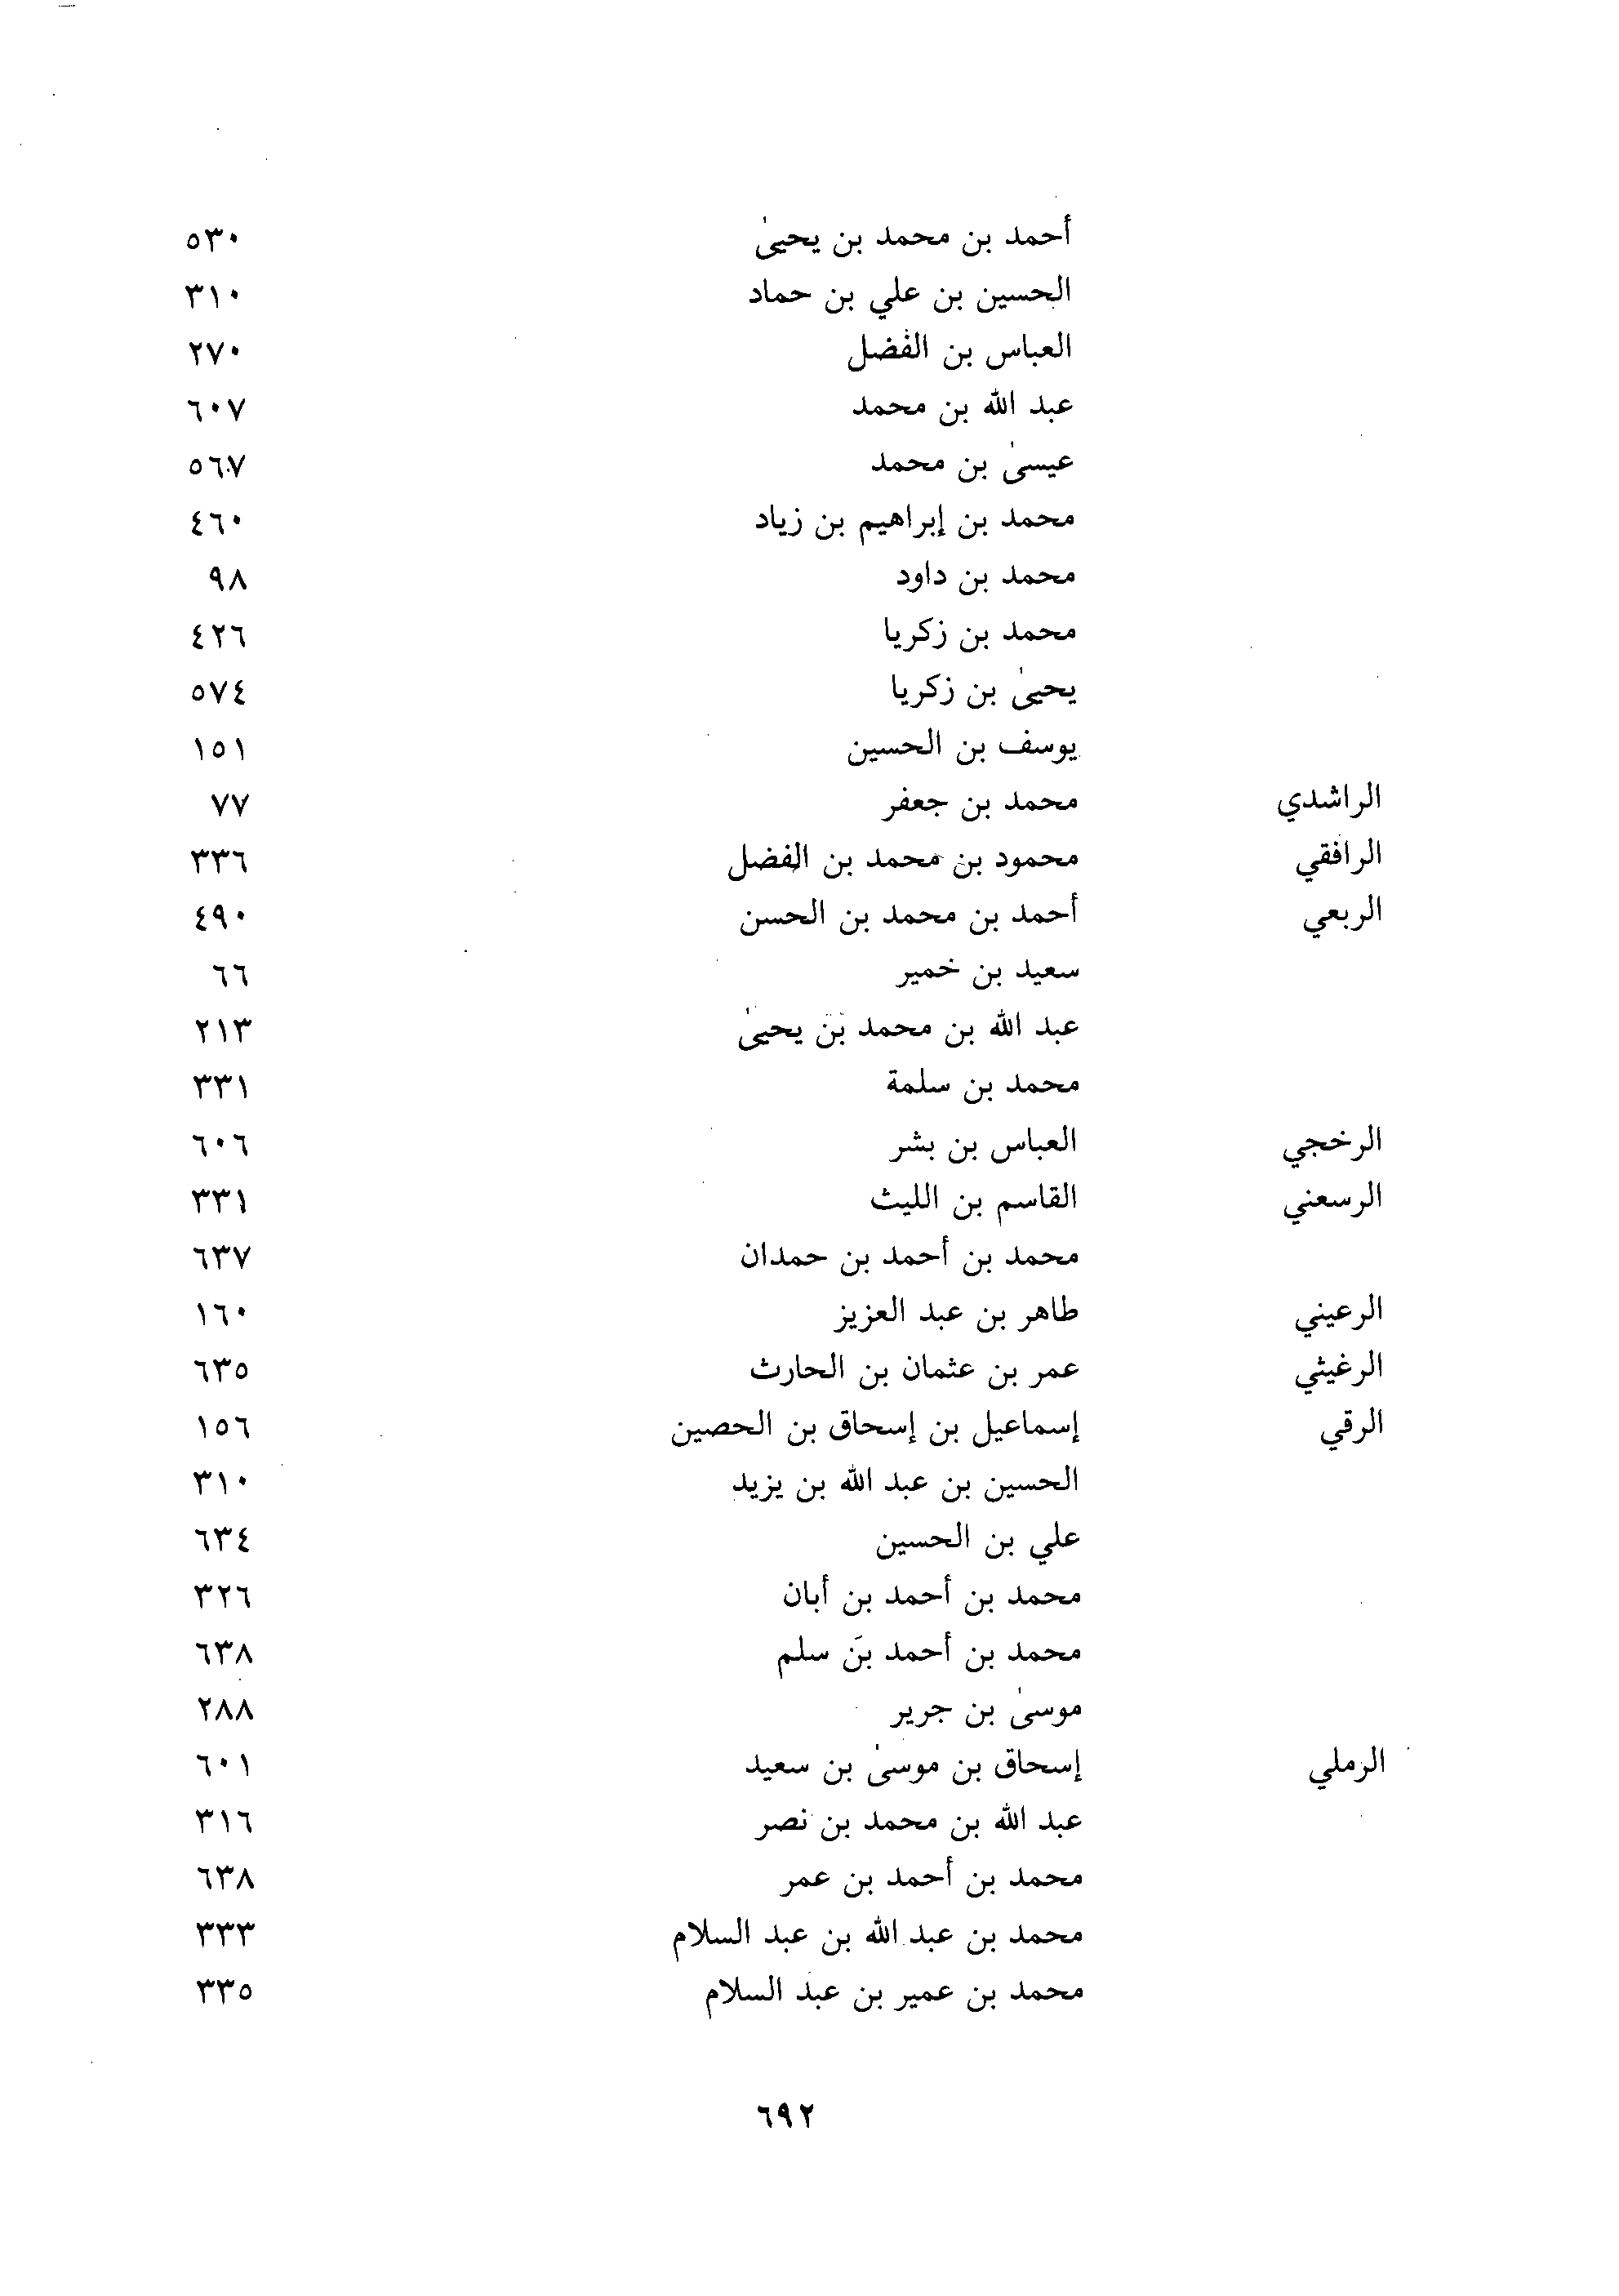 أحمد بن محمد بن يحيىٰ ٥٣٠
الحسين بن علي بن حماد ٣١٠
العباس بن الفضل ٢٧٠
عبد الله بن محمد ٦٠٧
عيسىٰ بن محمد ٥٦٧
محمد بن إبراهيم بن زياد ٤٦٠
محمد بن داود ٩٨
محمد بن زكريا ٤٢٦
يحيىٰ بن زكريا ٥٧٤
يوسف بن الحسين ١٥١
الراشدي محمد بن جعفر ٧٧
الرافقي محمود بن محمد بن الفضل ٣٣٦
الربعي أحمد بن محمد بن الحسن ٤٩٠
سعيد بن خمير ٦٦
عبد الله بن محمد بن يحيىٰ ٢١٣
محمد بن سلمة ٣٣١
الرخجي العباس بن بشر ٦٠٦
الرسعني القاسم بن الليث ٣٣١
محمد بن أحمد بن حمدان ٦٣٧
الرعيني طاهر بن عبد العزيز ١٦٠
الرغيثي عمر بن عثمان بن الحارث ٦٣٥
الرقي إسماعيل بن إسحاق بن الحصين ١٥٦
الحسين بن عبد الله بن يزيد ٣١٠
علي بن الحسين ٦٣٤
محمد بن أحمد بن أبان ٣٢٦
محمد بن أحمد بن سلم ٦٣٨
موسىٰ بن جرير ٢٨٨
الرملي إسحاق بن موسىٰ بن سعيد ٦٠١
عبد الله بن محمد بن نصر ٣١٦
محمد بن أحمد بن عمر ٦٣٨
محمد بن عبد الله بن عبد السلام ٣٣٣
محمد بن عمير بن عبد السلام ٣٣٥
٦٩٢